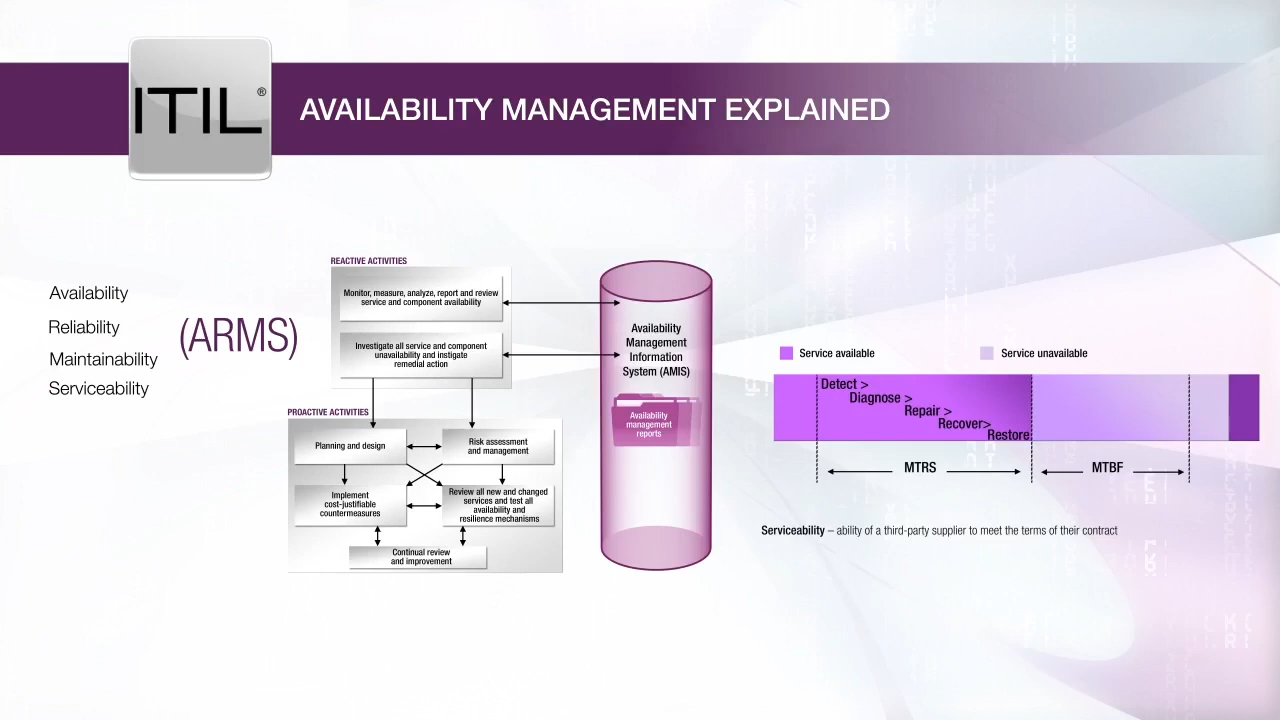 ITIL®
AVAILABILITY MANAGEMENT EXPLAINED
Availability
Reliability
Maintainability
Serviceability
(ARMS)
REACTIVE ACTIVITIES
Monitor, measure, analyze, report and review
service and component availability
Investigate all service and component
unavailability and instigate
remedial action
PROACTIVE ACTIVITIES
Planning and design
Risk assessment
and management
Implement
cost-justifiable
countermeasures
Review all new and changed
services and test all
availability and
resilience mechanisms
Continual review
and improvement
Availability
Management
Information
System (AMIS)
Availability
management
reports
Service available
Service unavailable
Detect >
Diagnose >
Repair >
Recover>
Restore
MTRS
MTBF
Serviceability – ability of a third-party supplier to meet the terms of their contract